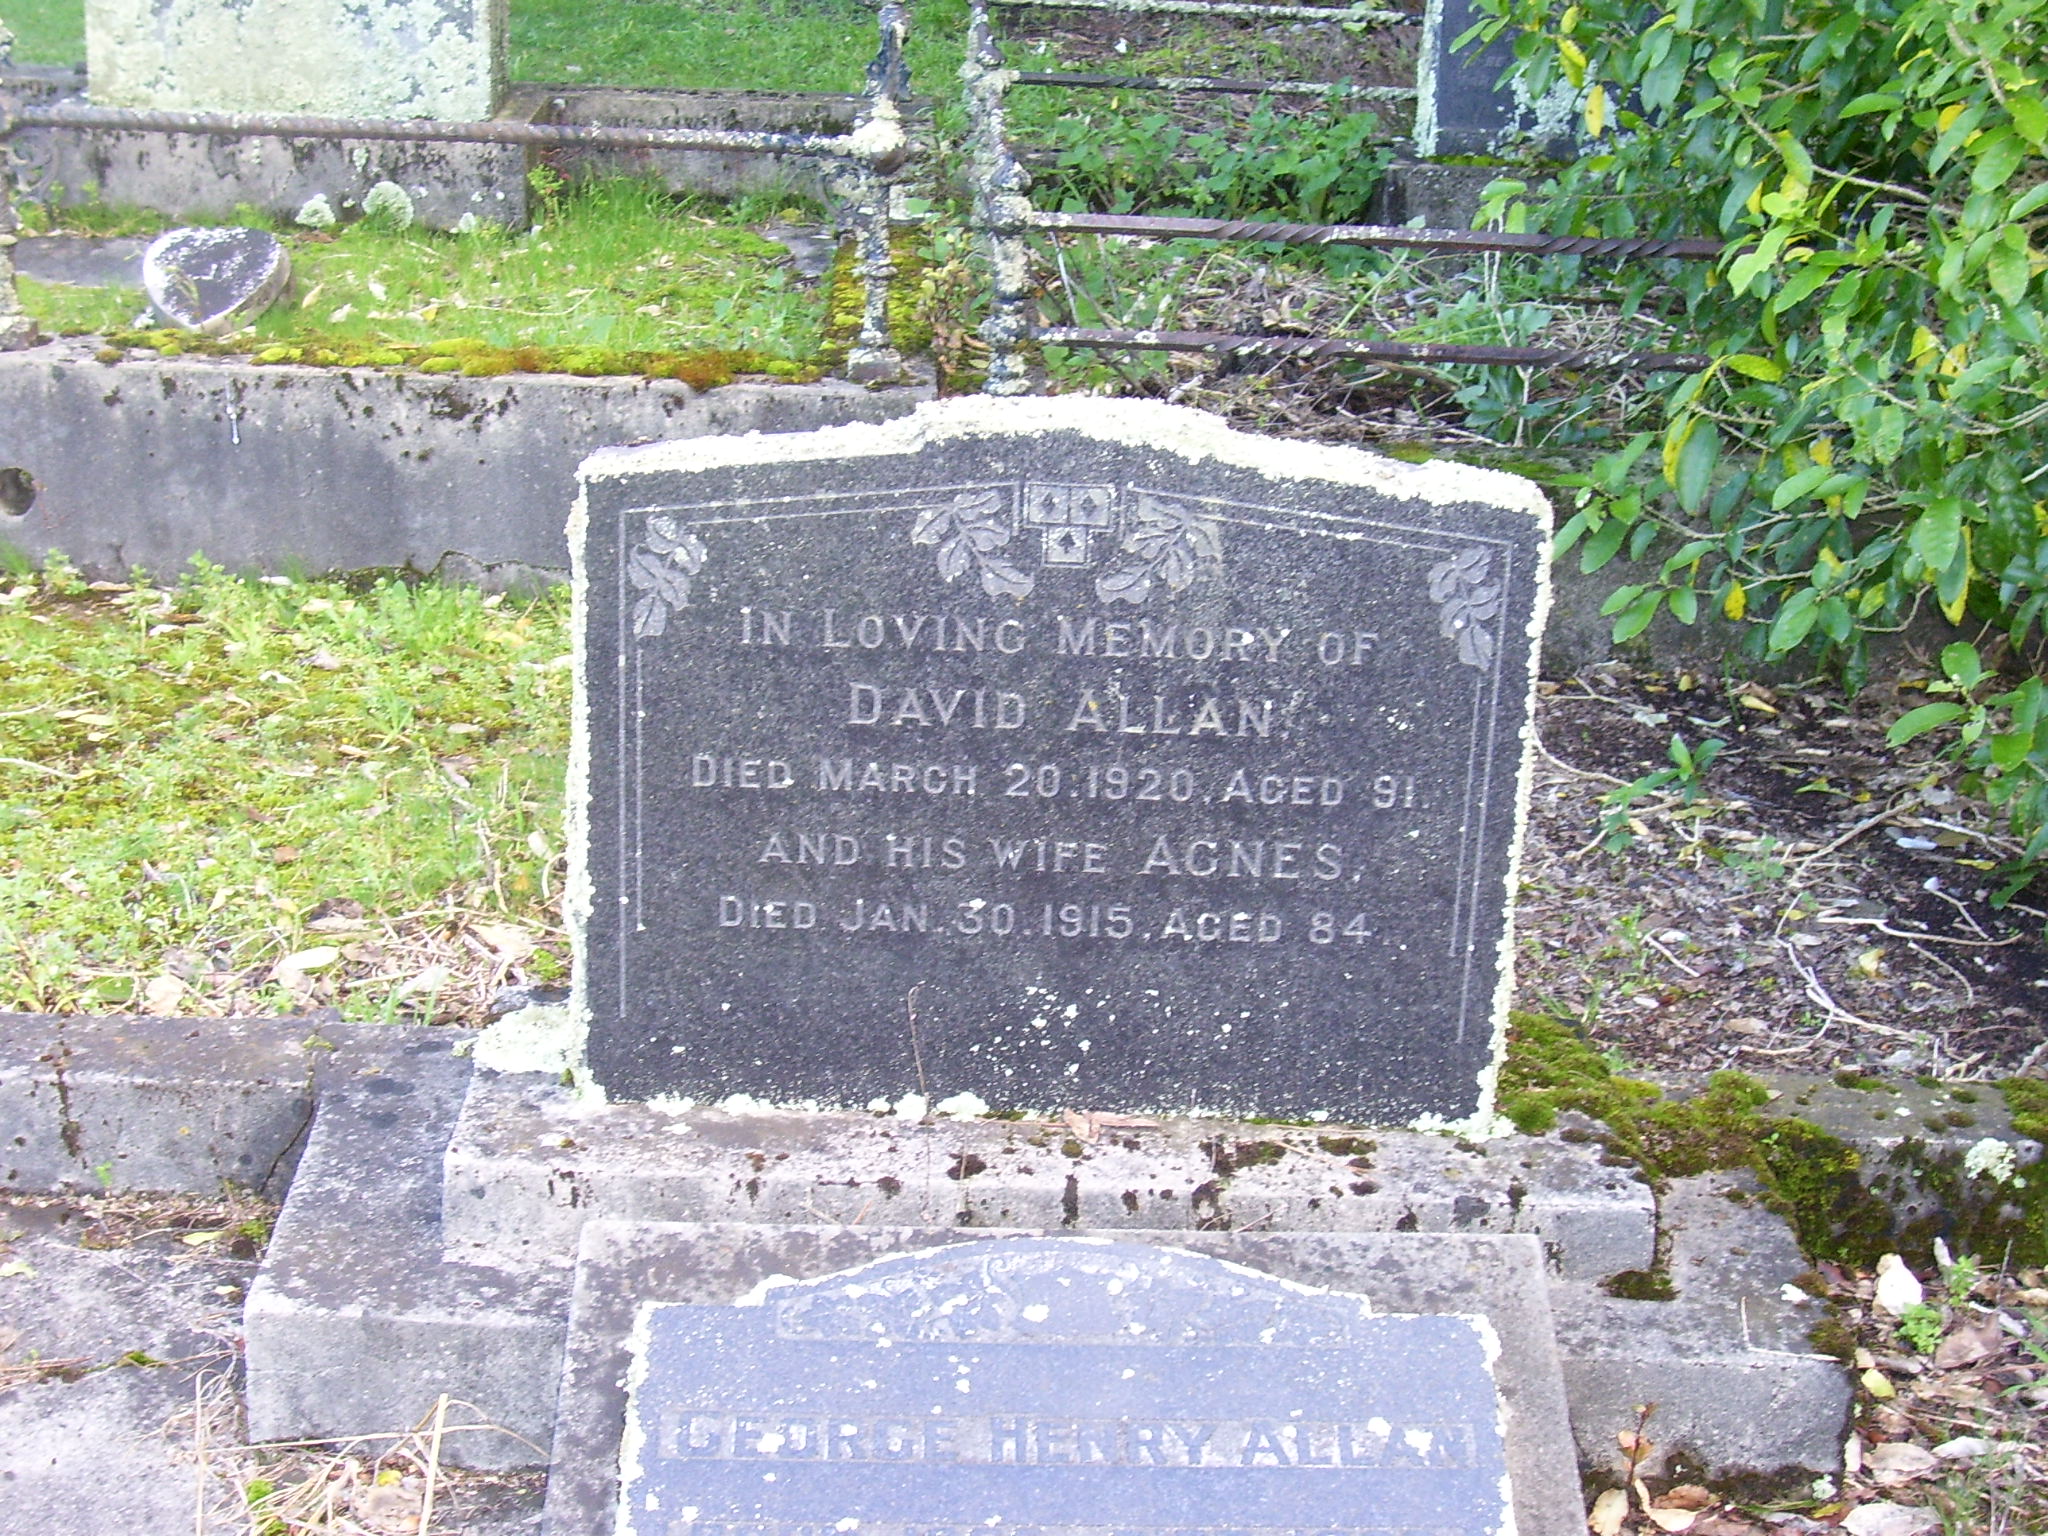 IN LOVING MEMORY OF
DAVID ALLAN,
DIED MARCH 20.1920. AGED 91.
AND HIS WIFE AGNES,
DIED JAN. 30.1915. AGED 84.
GEORGE HENRY ALLAN